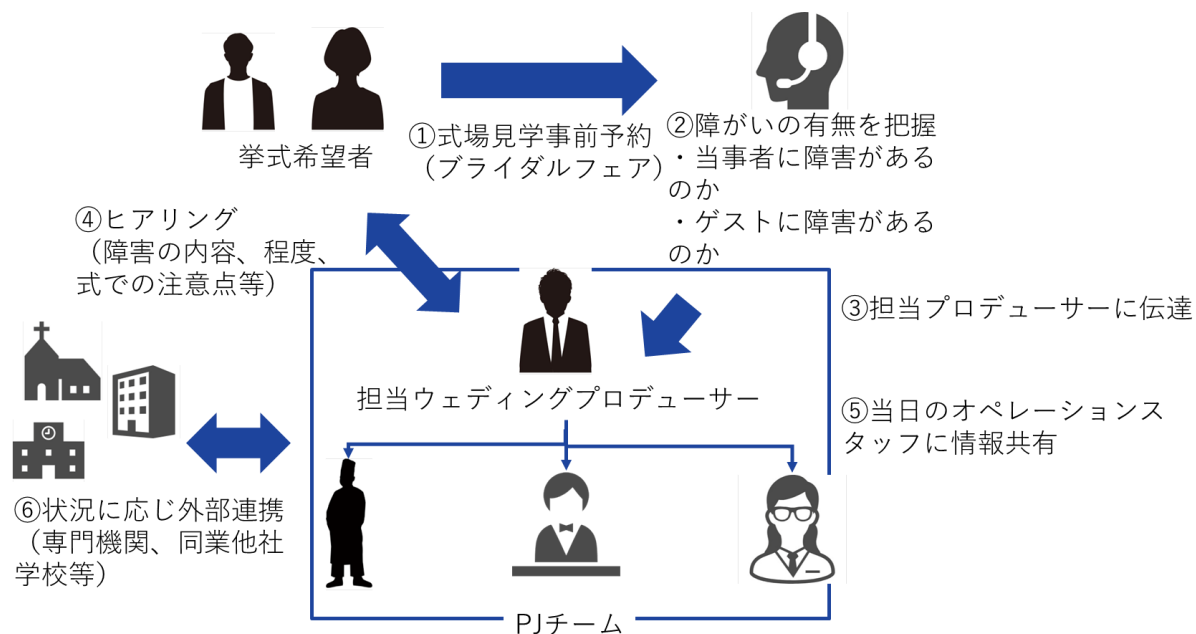 挙式希望者
①式場見学事前予約
（ブライダルフェア）
②障がいの有無を把握
・当事者に障害がある
のか
・ゲストに障害がある
のか
④ヒアリング
（障害の内容、程度、
式での注意点等）
③担当プロデューサーに伝達
担当ウェディングプロデューサー
⑤当日のオペレーションス
タッフに情報共有
⑥状況に応じ外部連携
（専門機関、同業他社
学校等）
PJチーム